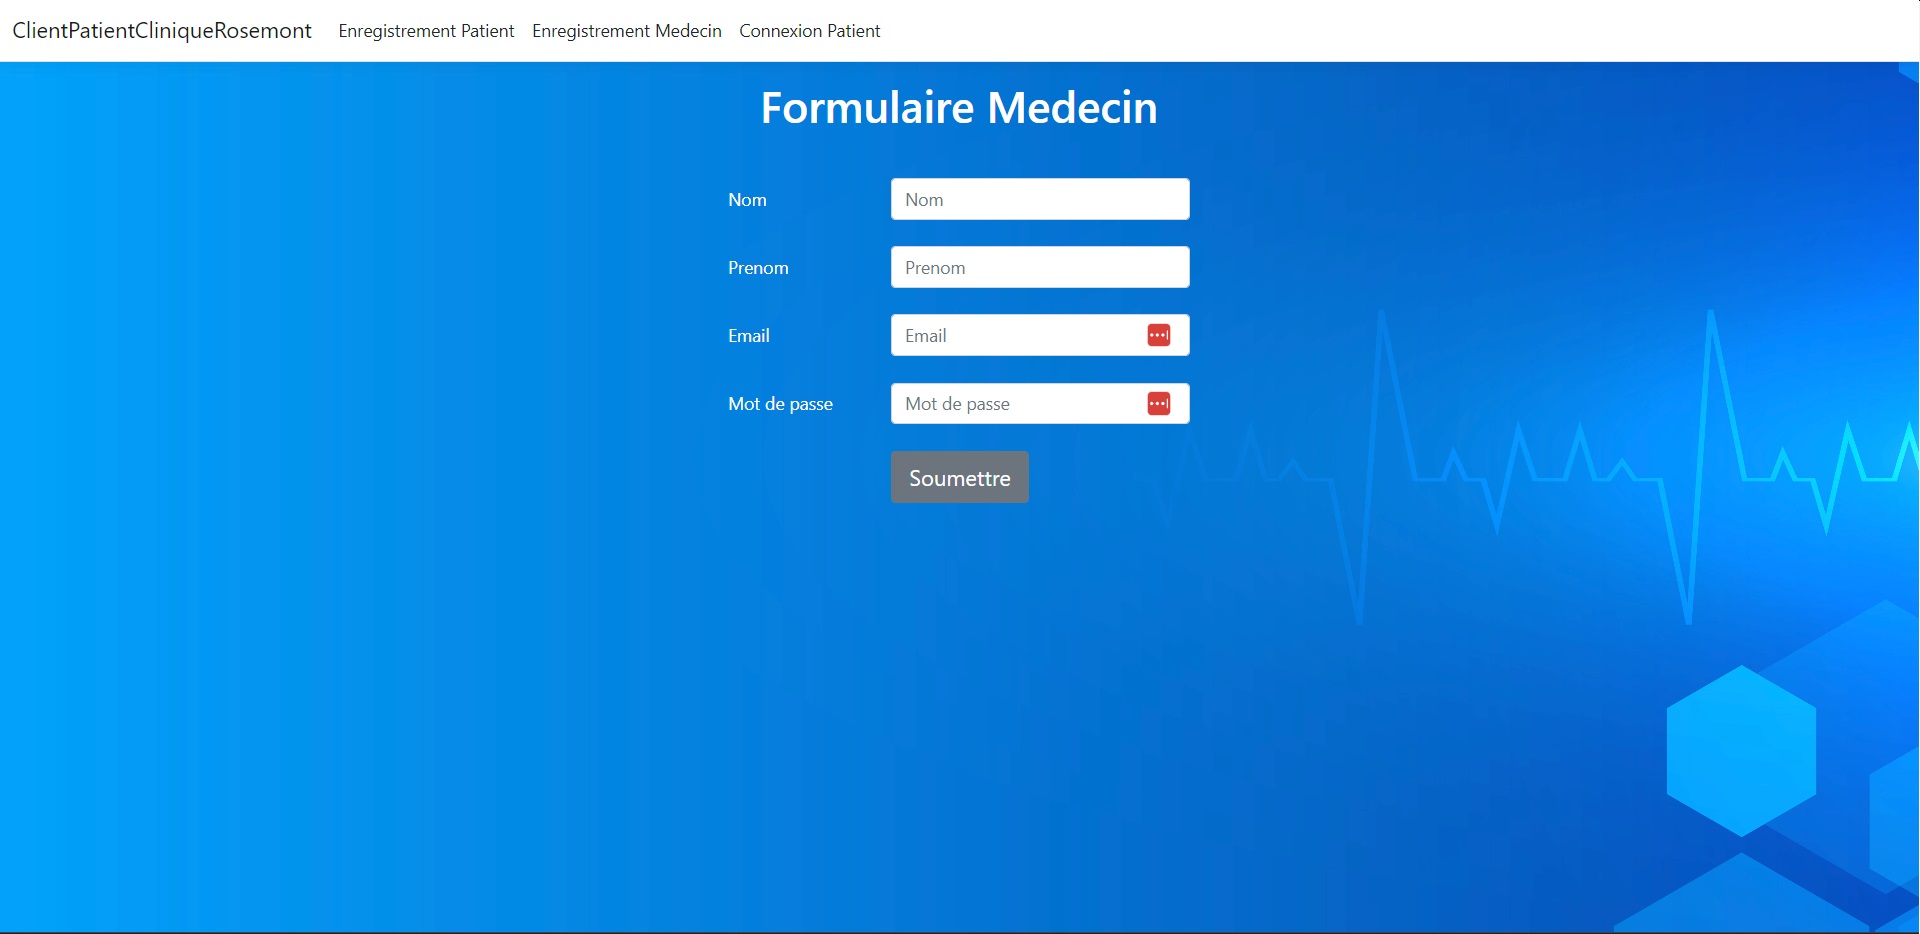 ClientPatientCliniqueRosemont Enregistrement Patient Enregistrement Medecin Connexion Patient
Formulaire Medecin
Nom Nom
Prenom Prenom
Email Email
Mot de passe Mot de passe
Soumettre